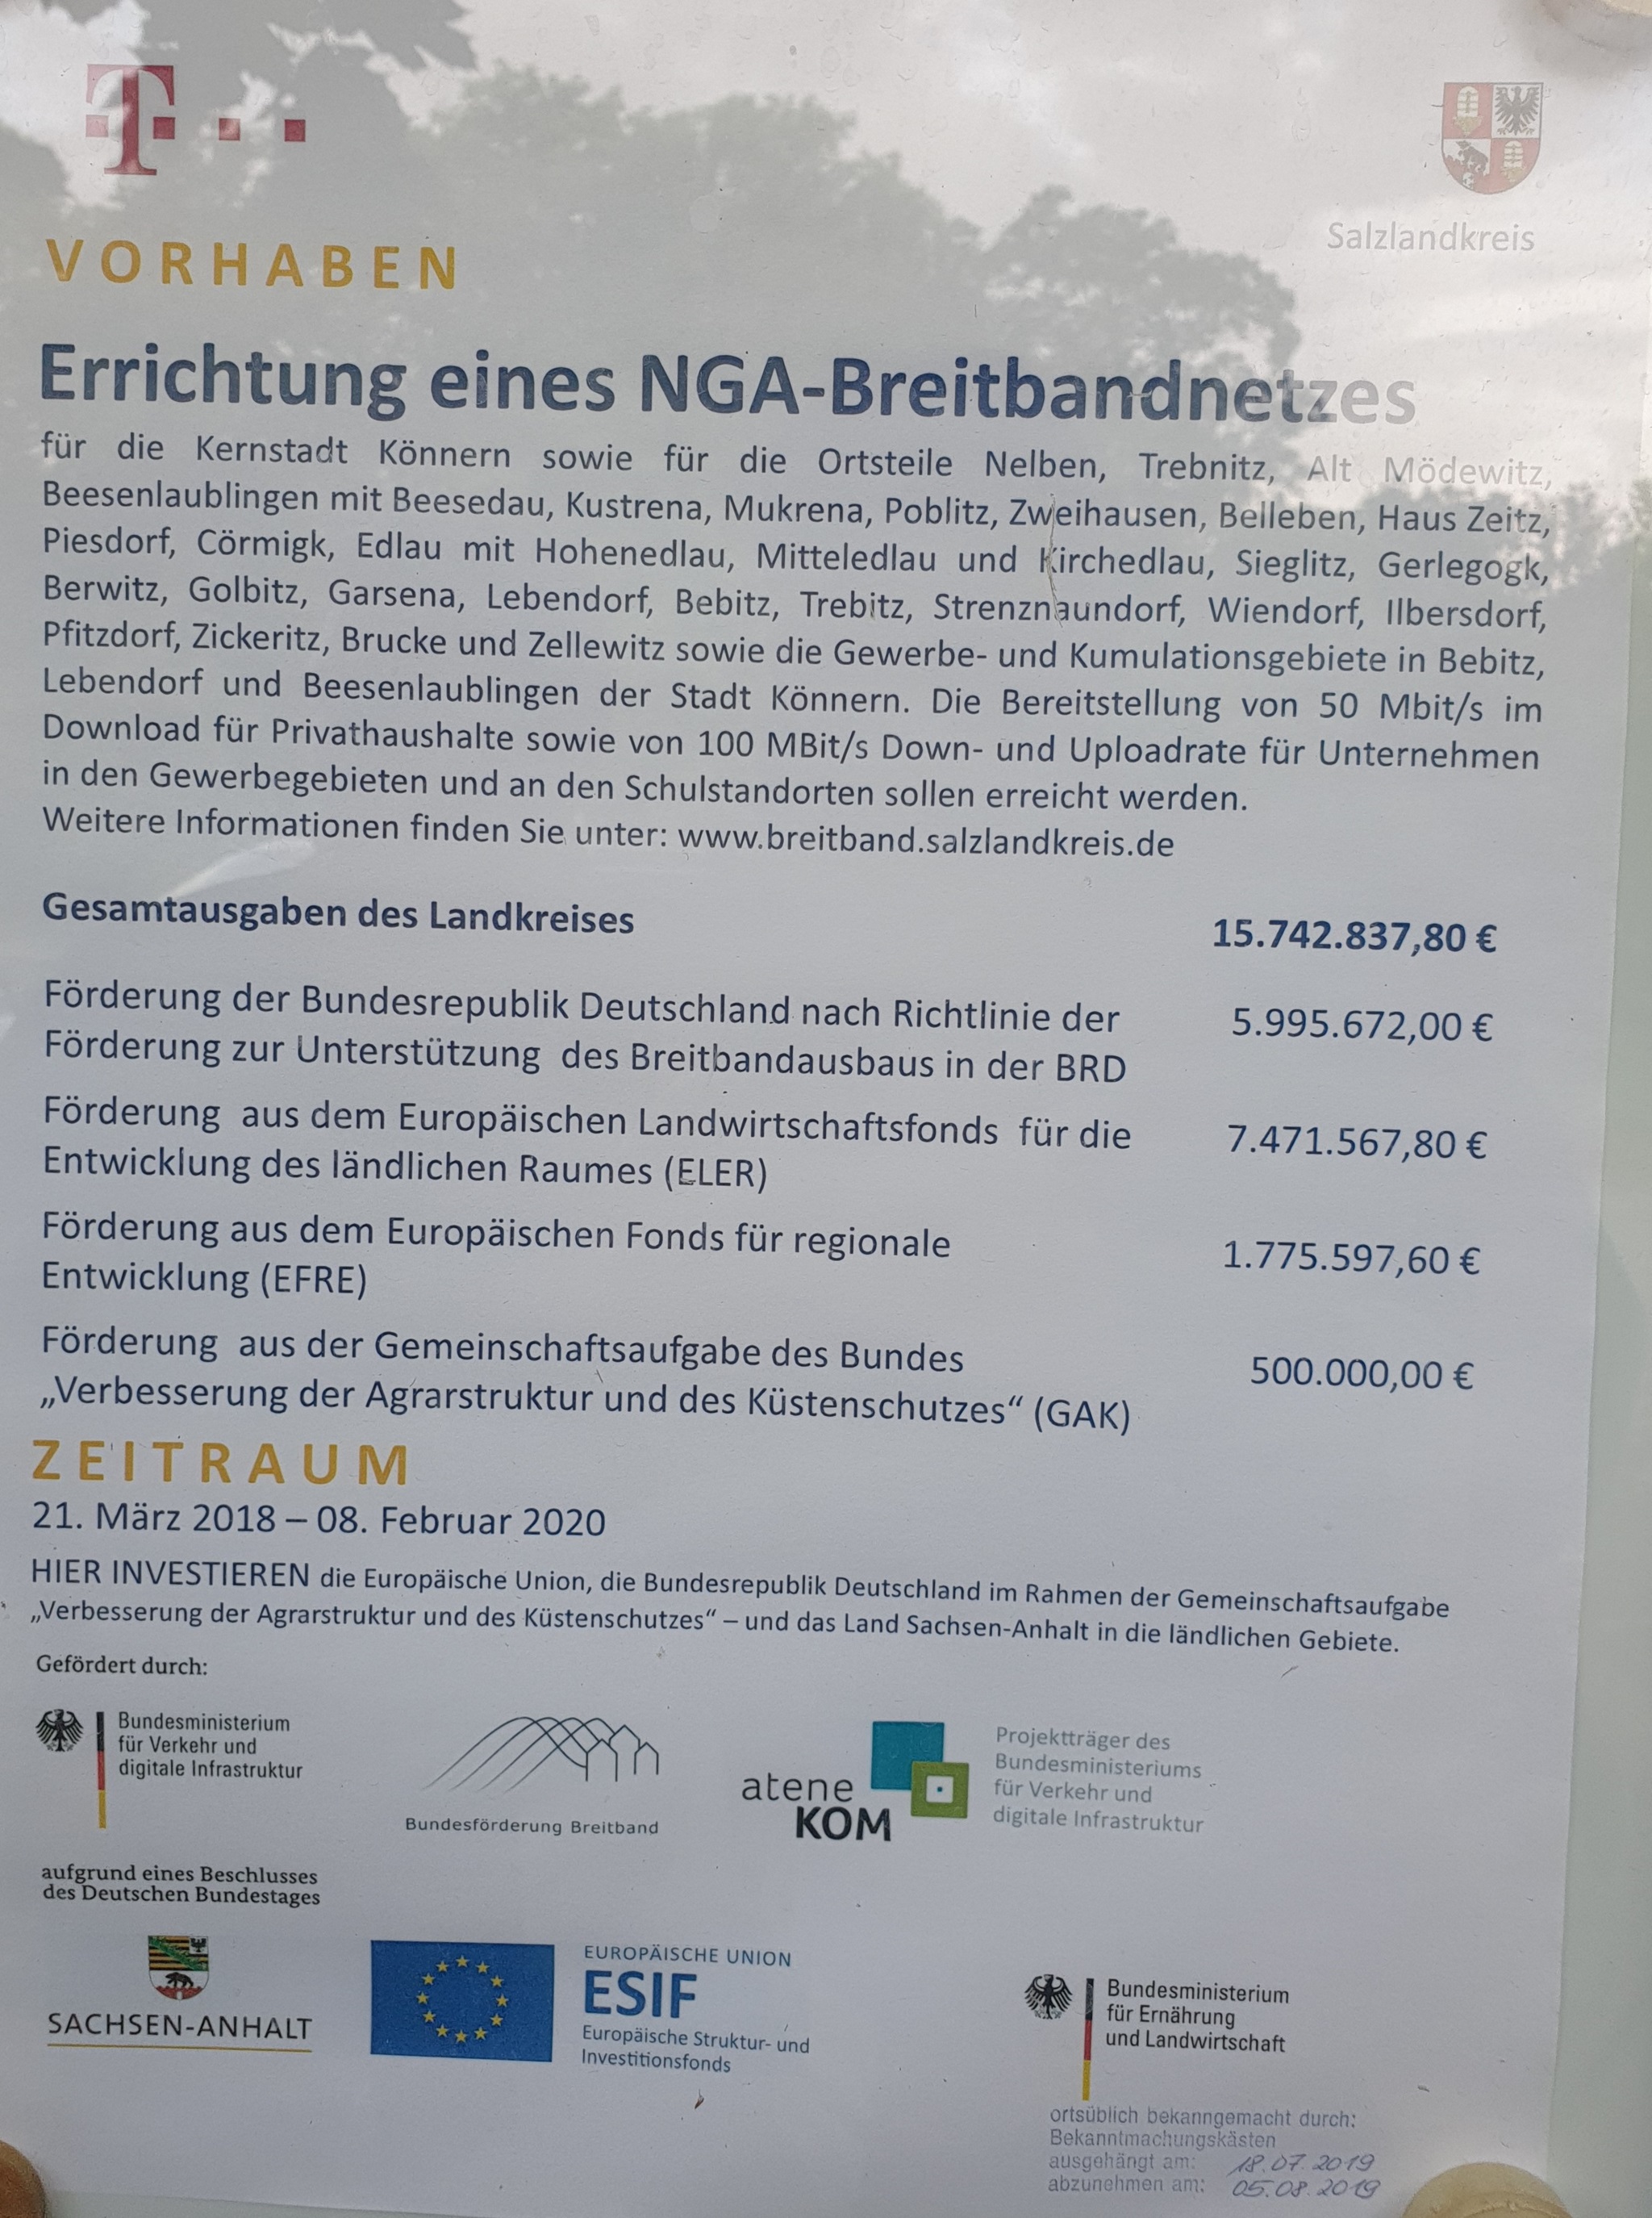 T
Salzlandkreis
VORHABEN
Errichtung eines NGA-Breitbandnetzes
für die Kernstadt Könnern sowie für die Ortsteile Nelben, Trebnitz, Alt Mödewitz,
Beesenlaublingen mit Beesedau, Kustrena, Mukrena, Poblitz, Zweihausen, Belleben, Haus Zeitz,
Piesdorf, Cörmigk, Edlau mit Hohenedlau, Mitteledlau und Kirchedlau, Sieglitz, Gerlegogk,
Berwitz, Golbitz, Garsena, Lebendorf, Bebitz, Trebitz, Strenznaundorf, Wiendorf, Ilbersdorf,
Pfitzdorf, Zickeritz, Brucke und Zellewitz sowie die Gewerbe- und Kumulationsgebiete in Bebitz,
Lebendorf und Beesenlaublingen der Stadt Könnern. Die Bereitstellung von 50 Mbit/s im
Download für Privathaushalte sowie von 100 MBit/s Down- und Uploadrate für Unternehmen
in den Gewerbegebieten und an den Schulstandorten sollen erreicht werden.
Weitere Informationen finden Sie unter: www.breitband.salzlandkreis.de
Gesamtausgaben des Landkreises 15.742.837,80 €
Förderung der Bundesrepublik Deutschland nach Richtlinie der 5.995.672,00 €
Förderung zur Unterstützung des Breitbandausbaus in der BRD
Förderung aus dem Europäischen Landwirtschaftsfonds für die 7.471.567,80 €
Entwicklung des ländlichen Raumes (ELER)
Förderung aus dem Europäischen Fonds für regionale 1.775.597,60 €
Entwicklung (EFRE)
Förderung aus der Gemeinschaftsaufgabe des Bundes 500.000,00 €
„Verbesserung der Agrarstruktur und des Küstenschutzes“ (GAK)
ZEITRAUM
21. März 2018 – 08. Februar 2020
HIER INVESTIEREN die Europäische Union, die Bundesrepublik Deutschland im Rahmen der Gemeinschaftsaufgabe
„Verbesserung der Agrarstruktur und des Küstenschutzes“ – und das Land Sachsen-Anhalt in die ländlichen Gebiete.
Gefördert durch:
Bundesministerium
für Verkehr und
digitale Infrastruktur
Bundesförderung Breitband
atene
KOM
Projektträger des
Bundesministeriums
für Verkehr und
digitale Infrastruktur
aufgrund eines Beschlusses
des Deutschen Bundestages
SACHSEN-ANHALT
EUROPÄISCHE UNION
ESIF
Europäische Struktur- und
Investitionsfonds
Bundesministerium
für Ernährung
und Landwirtschaft
ortsüblich bekanngemacht durch:
Bekanntmachungskästen
ausgehängt am: 18.07.2019
abzunehmen am: 05.08.2019